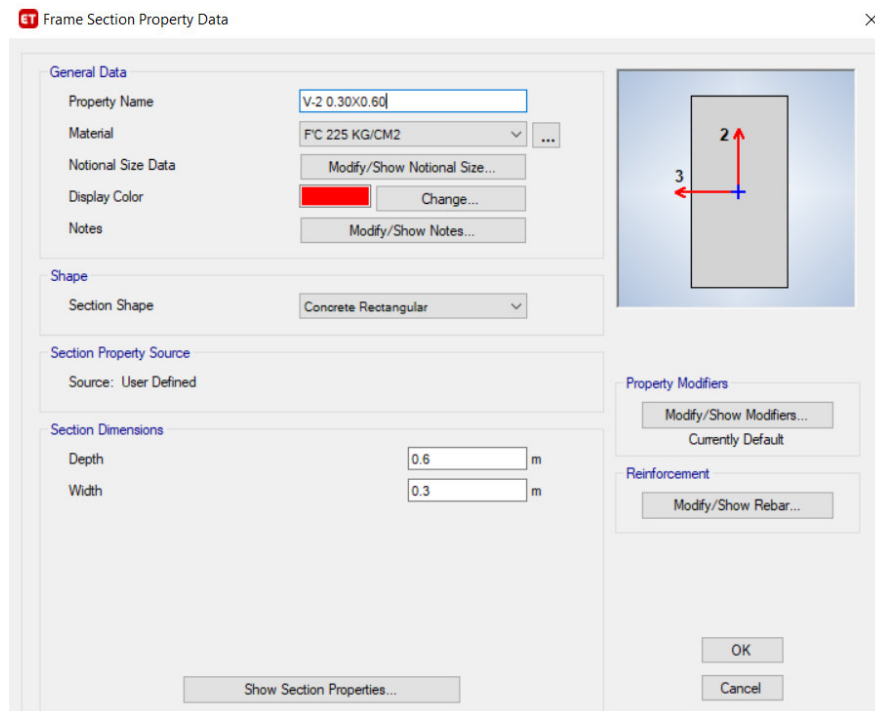 ET Frame Section Property Data
General Data
Property Name V-2 0.30X0.60
Material F'C 225 KG/CM2 ...
Notional Size Data Modify/Show Notional Size...
Display Color Change...
Notes Modify/Show Notes...
Shape
Section Shape Concrete Rectangular
Section Property Source
Source: User Defined
Section Dimensions
Depth 0.6 m
Width 0.3 m
Show Section Properties...
2
3
Property Modifiers
Modify/Show Modifiers...
Currently Default
Reinforcement
Modify/Show Rebar...
OK
Cancel